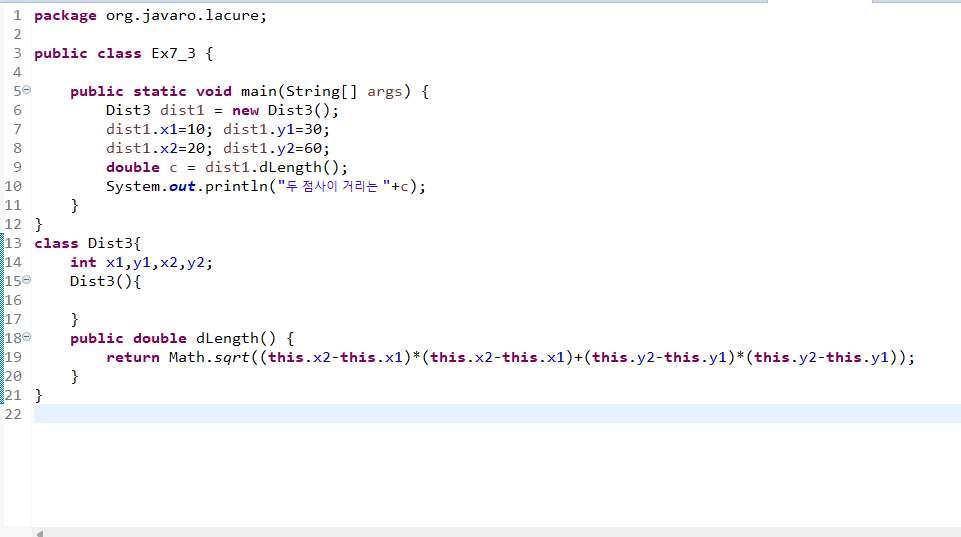 1 package org.javaro.lacure;
2
3 public class Ex7_3 {
4
5 public static void main(String[] args) {
6 Dist3 dist1 = new Dist3();
7 dist1.x1=10; dist1.y1=30;
8 dist1.x2=20; dist1.y2=60;
9 double c = dist1.dLength();
10 System.out.println("두 점사이 거리는 "+c);
11 }
12 }
13 class Dist3{
14 int x1,y1,x2,y2;
15 Dist3(){
16
17 }
18 public double dLength() {
19 return Math.sqrt((this.x2-this.x1)*(this.x2-this.x1)+(this.y2-this.y1)*(this.y2-this.y1));
20 }
21 }
22